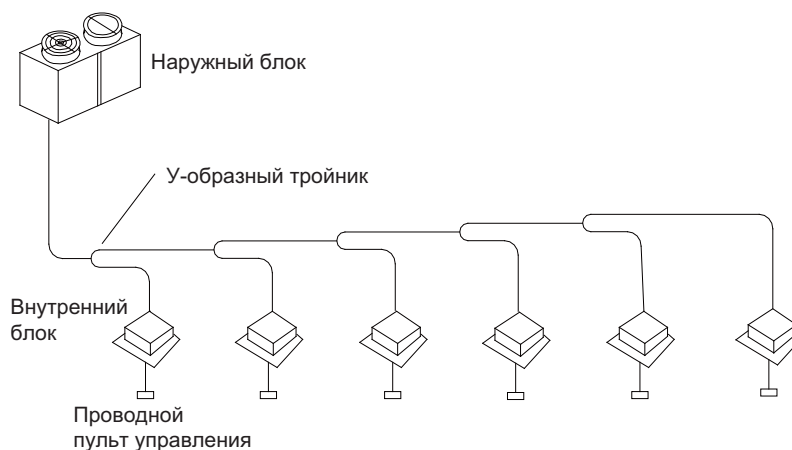 Наружный блок
У-образный тройник
Внутренний
блок
Проводной
пульт управления